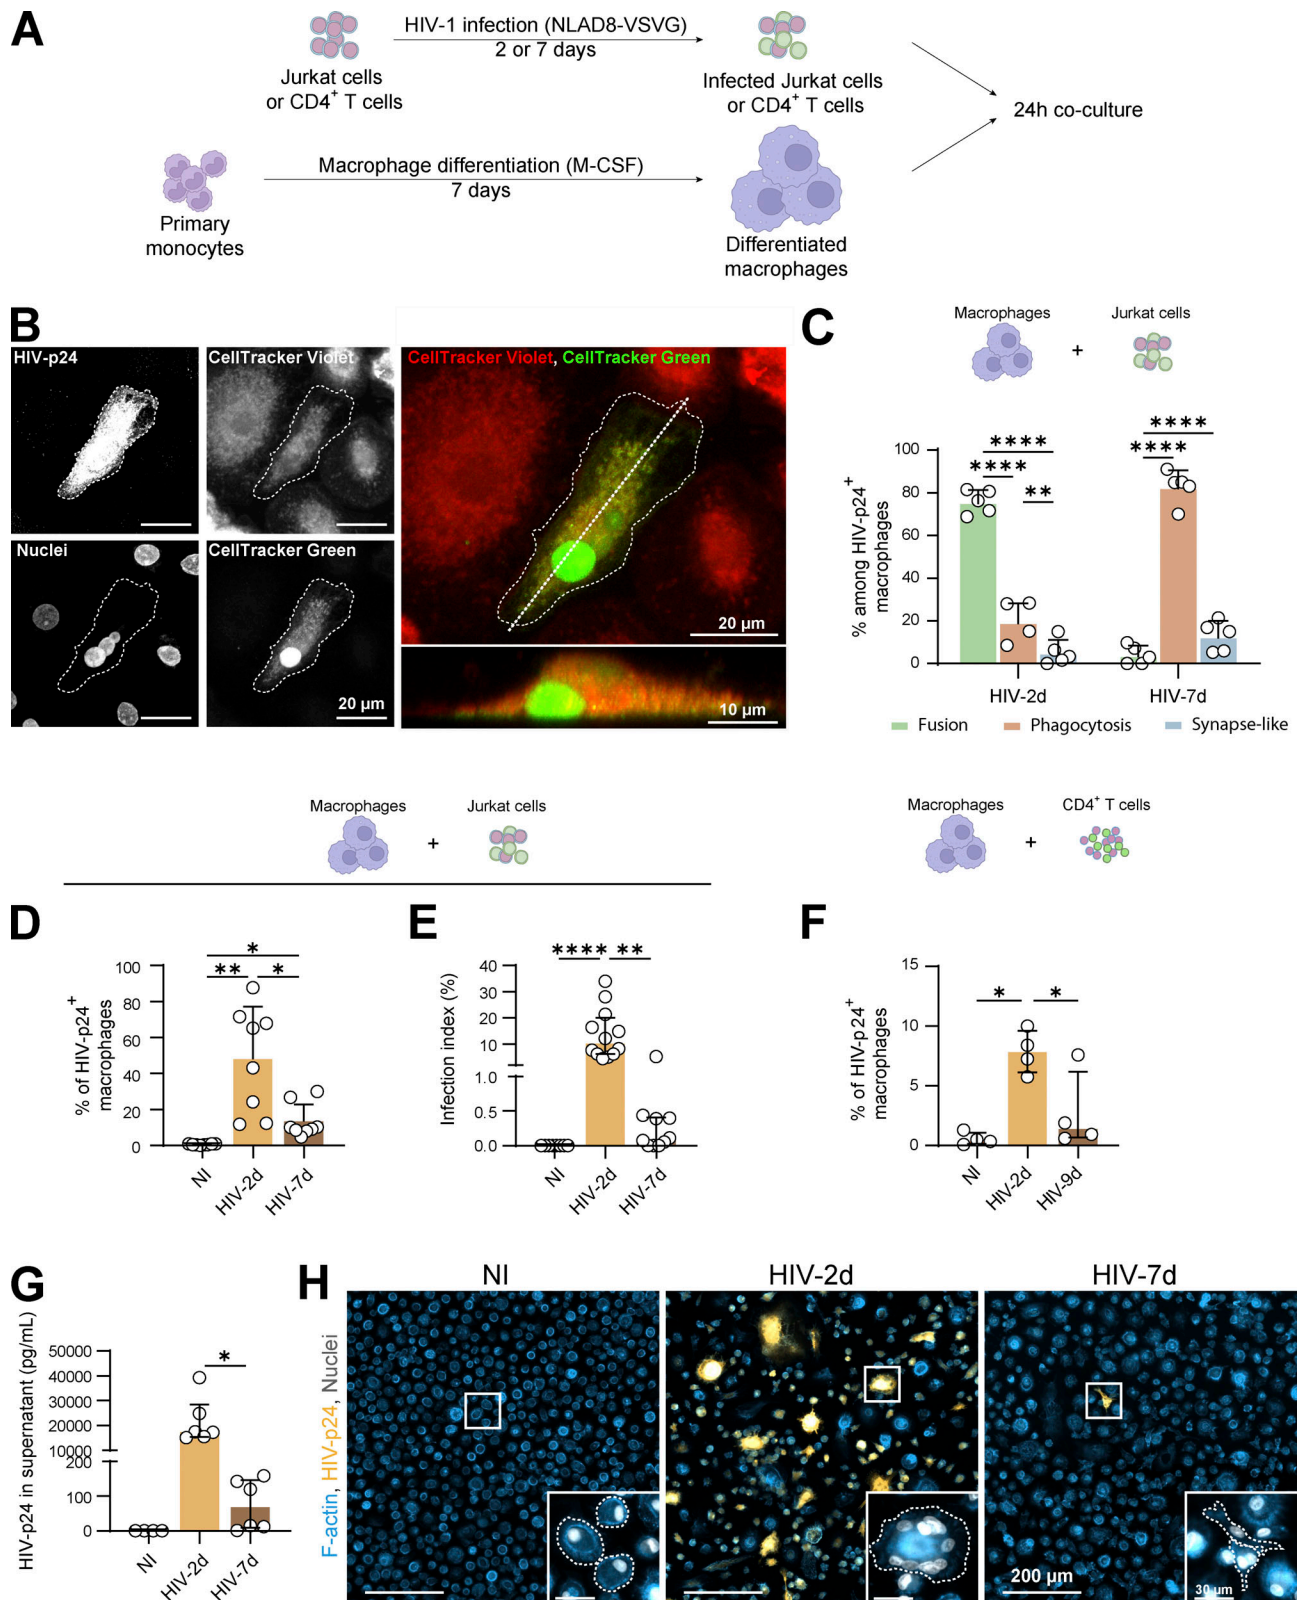 A
HIV-1 infection (NLAD8-VSVG)
2 or 7 days
Jurkat cells
or CD4⁺ T cells
Infected Jurkat cells
or CD4⁺ T cells
24h co-culture
Macrophage differentiation (M-CSF)
7 days
Primary
monocytes
Differentiated
macrophages
B
HIV-p24
CellTracker Violet
CellTracker Violet, CellTracker Green
Nuclei
CellTracker Green
20 µm
20 µm
10 µm
C
Macrophages
+
Jurkat cells
% among HIV-p24⁺
macrophages
100
80
60
40
20
0
****
****
**
****
****
HIV-2d
HIV-7d
Fusion
Phagocytosis
Synapse-like
Macrophages
+
Jurkat cells
Macrophages
+
CD4⁺ T cells
D
% of HIV-p24⁺
macrophages
100
80
60
40
20
0
*
**
*
NI
HIV-2d
HIV-7d
E
Infection index (%)
40
30
20
10
1.0
0.5
0.0
****
**
NI
HIV-2d
HIV-7d
F
% of HIV-p24⁺
macrophages
15
10
5
0
*
*
NI
HIV-2d
HIV-9d
G
HIV-p24 in supernatant (pg/mL)
50000
40000
30000
20000
10000
200
100
0
*
NI
HIV-2d
HIV-7d
H
F-actin, HIV-p24, Nuclei
NI
HIV-2d
HIV-7d
200 µm
30 µm